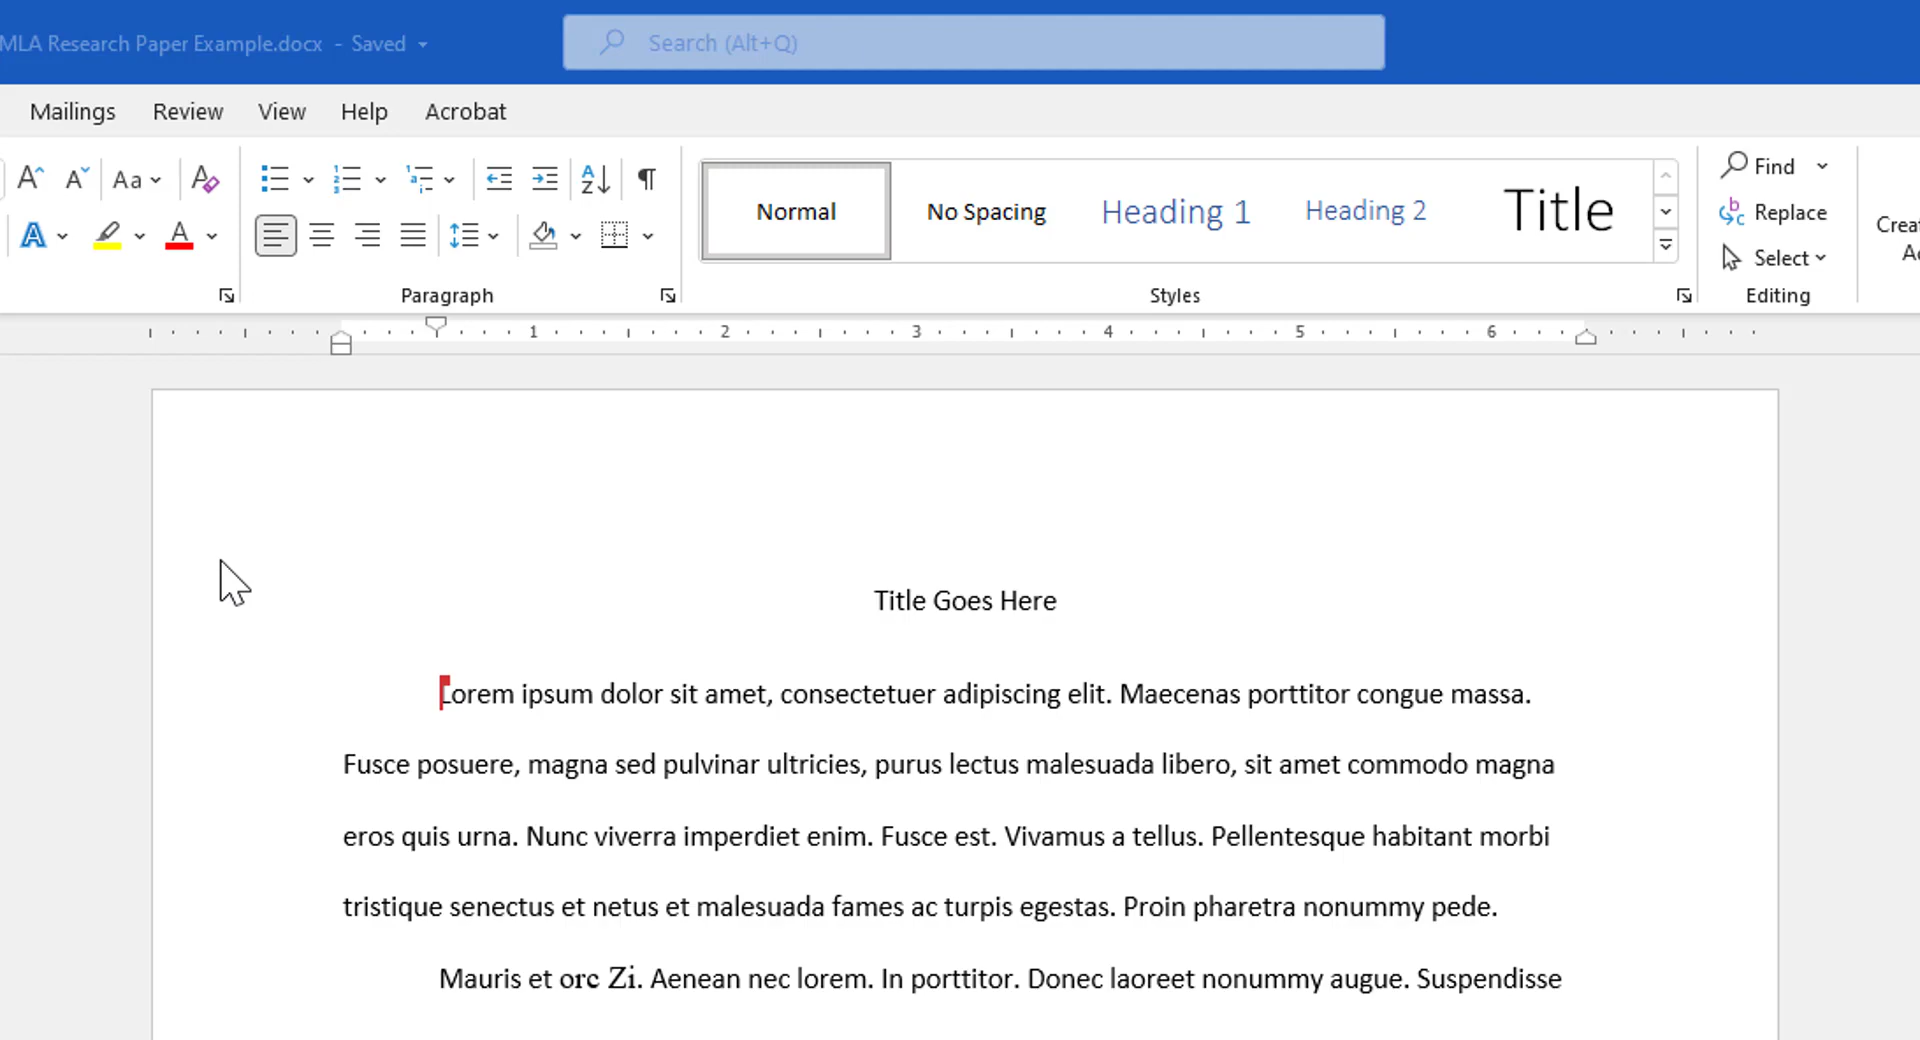 MLA Research Paper Example.docx - Saved
Search (Alt+Q)
Mailings Review View Help Acrobat
Aa
Normal No Spacing Heading 1 Heading 2 Title
Find
Replace
Select
Paragraph Styles Editing
1 2 3 4 5 6
Title Goes Here
Lorem ipsum dolor sit amet, consectetuer adipiscing elit. Maecenas porttitor congue massa.
Fusce posuere, magna sed pulvinar ultricies, purus lectus malesuada libero, sit amet commodo magna
eros quis urna. Nunc viverra imperdiet enim. Fusce est. Vivamus a tellus. Pellentesque habitant morbi
tristique senectus et netus et malesuada fames ac turpis egestas. Proin pharetra nonummy pede.
Mauris et orc Zi. Aenean nec lorem. In porttitor. Donec laoreet nonummy augue. Suspendisse